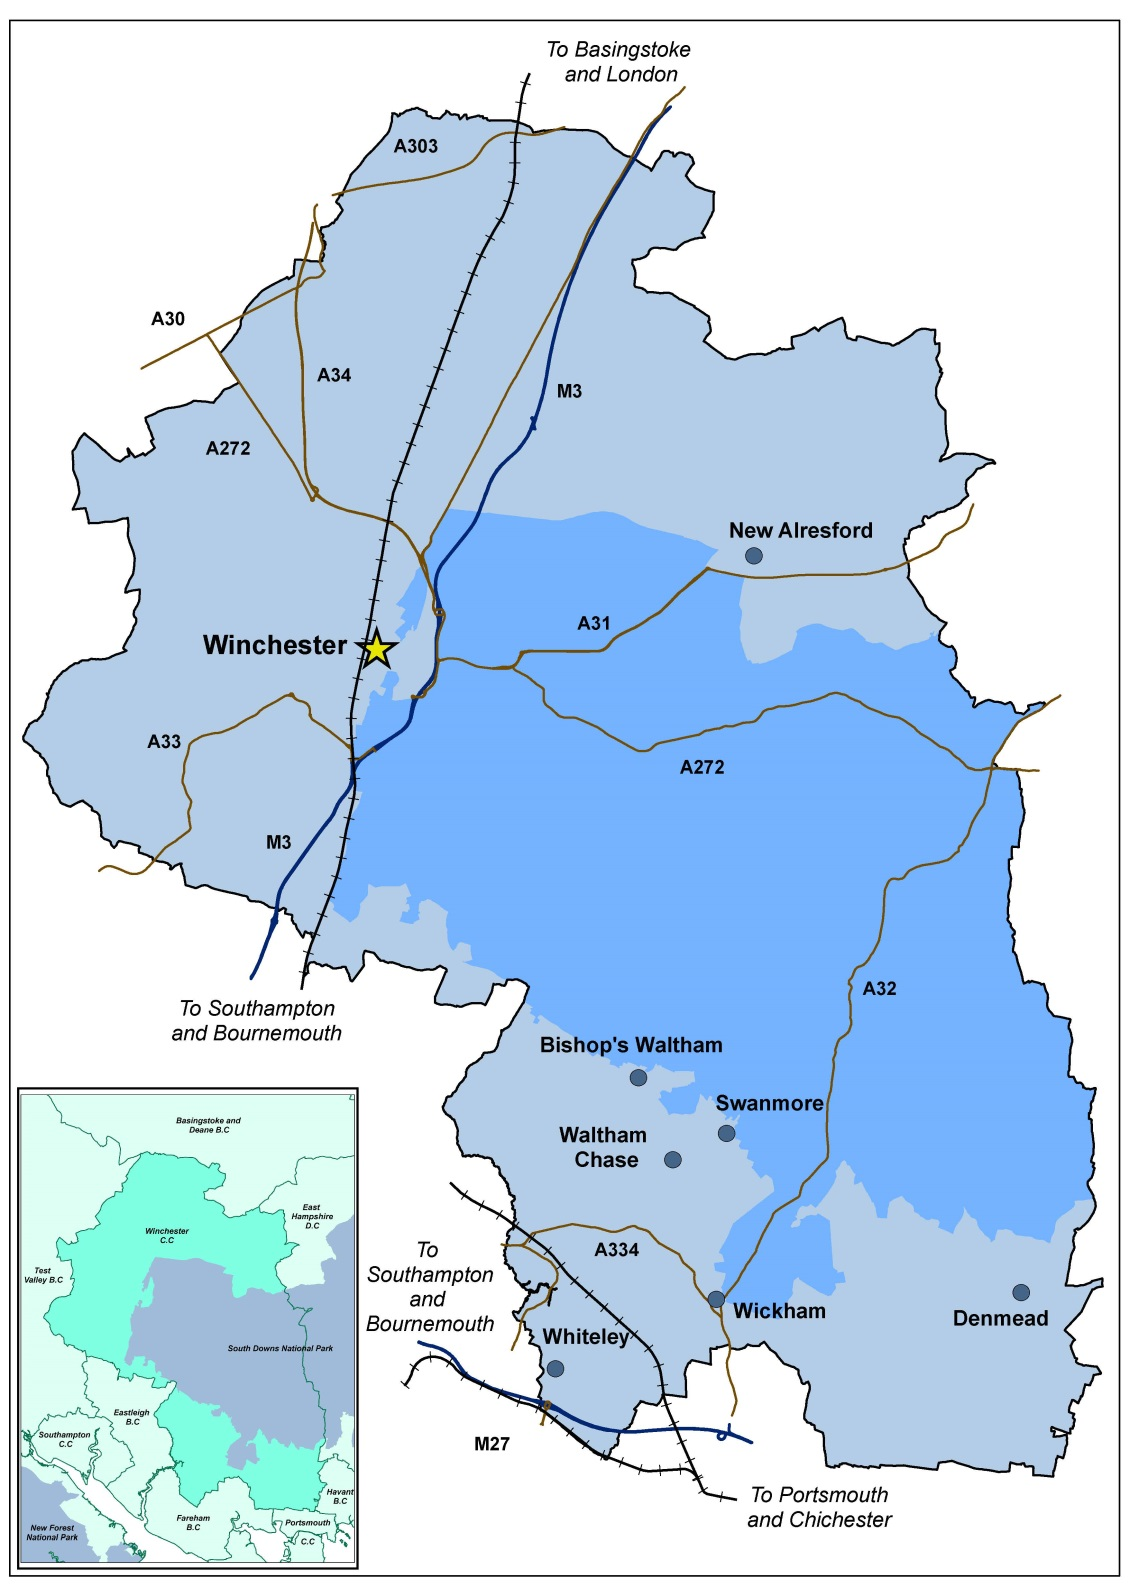 To Basingstoke
and London
A303
A30
A34
M3
A272
New Alresford
A31
Winchester
A33
A272
M3
A32
To Southampton
and Bournemouth
Bishop's Waltham
Swanmore
Waltham
Chase
A334
To
Southampton
and
Bournemouth
Wickham
Denmead
Whiteley
M27
To Portsmouth
and Chichester
Basingstoke and
Deane B.C
East
Hampshire
D.C
Winchester
C.C
Test
Valley B.C
South Downs National Park
Eastleigh
B.C
Southampton
C.C
Havant
B.C
Fareham
B.C
Portsmouth
C.C
New Forest
National Park